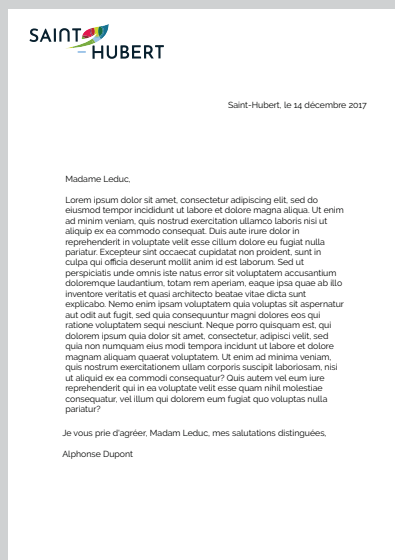 SAINT
– HUBERT
Saint-Hubert, le 14 décembre 2017
Madame Leduc,
Lorem ipsum dolor sit amet, consectetur adipiscing elit, sed do
eiusmod tempor incididunt ut labore et dolore magna aliqua. Ut enim
ad minim veniam, quis nostrud exercitation ullamco laboris nisi ut
aliquip ex ea commodo consequat. Duis aute irure dolor in
reprehenderit in voluptate velit esse cillum dolore eu fugiat nulla
pariatur. Excepteur sint occaecat cupidatat non proident, sunt in
culpa qui officia deserunt mollit anim id est laborum. Sed ut
perspiciatis unde omnis iste natus error sit voluptatem accusantium
doloremque laudantium, totam rem aperiam, eaque ipsa quae ab illo
inventore veritatis et quasi architecto beatae vitae dicta sunt
explicabo. Nemo enim ipsam voluptatem quia voluptas sit aspernatur
aut odit aut fugit, sed quia consequuntur magni dolores eos qui
ratione voluptatem sequi nesciunt. Neque porro quisquam est, qui
dolorem ipsum quia dolor sit amet, consectetur, adipisci velit, sed
quia non numquam eius modi tempora incidunt ut labore et dolore
magnam aliquam quaerat voluptatem. Ut enim ad minima veniam,
quis nostrum exercitationem ullam corporis suscipit laboriosam, nisi
ut aliquid ex ea commodi consequatur? Quis autem vel eum iure
reprehenderit qui in ea voluptate velit esse quam nihil molestiae
consequatur, vel illum qui dolorem eum fugiat quo voluptas nulla
pariatur?
Je vous prie d'agréer, Madam Leduc, mes salutations distinguées,
Alphonse Dupont